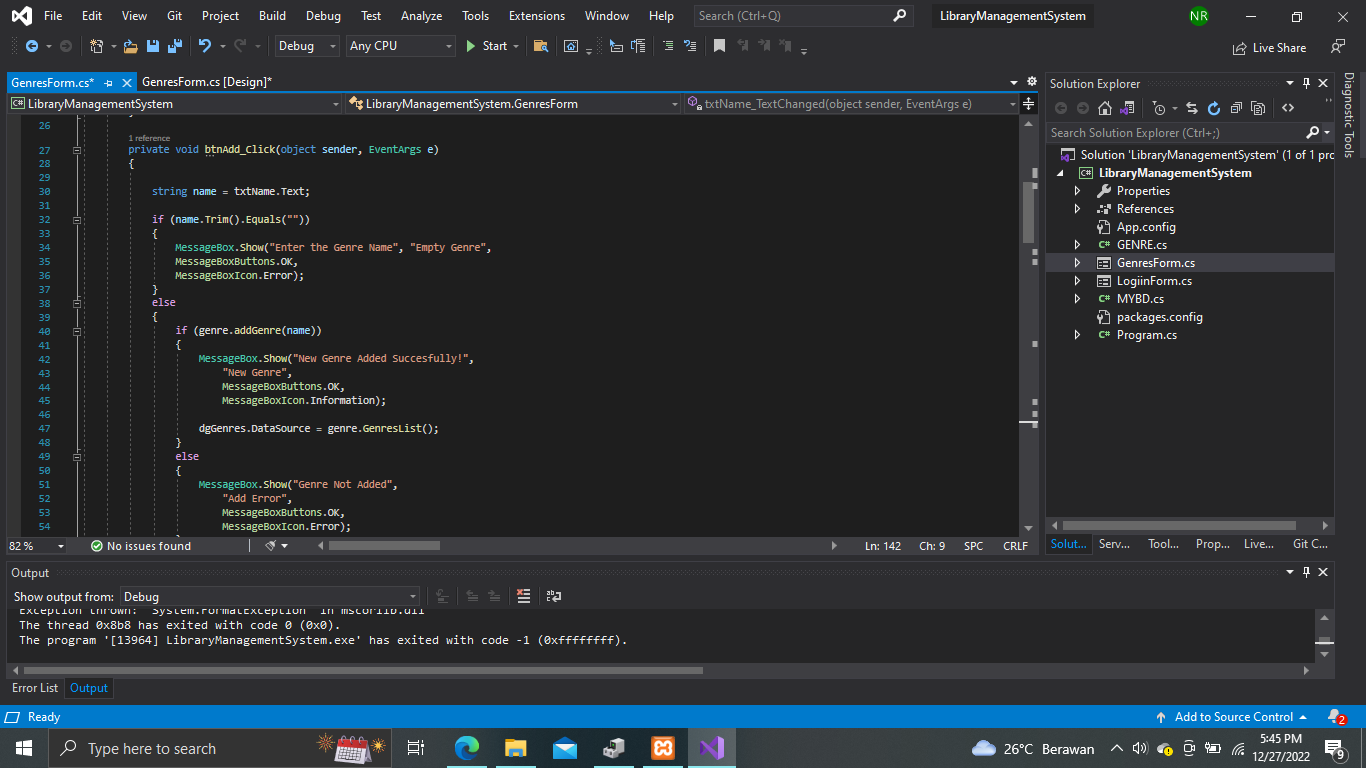 File Edit View Git Project Build Debug Test Analyze Tools Extensions Window Help Search (Ctrl+Q) LibraryManagementSystem NR
Debug Any CPU Start Live Share
GenresForm.cs* GenresForm.cs [Design]*
LibraryManagementSystem LibraryManagementSystem.GenresForm txtName_TextChanged(object sender, EventArgs e)
26
1 reference
27 private void btnAdd_Click(object sender, EventArgs e)
28 {
29
30 string name = txtName.Text;
31
32 if (name.Trim().Equals(""))
33 {
34 MessageBox.Show("Enter the Genre Name", "Empty Genre",
35 MessageBoxButtons.OK,
36 MessageBoxIcon.Error);
37 }
38 else
39 {
40 if (genre.addGenre(name))
41 {
42 MessageBox.Show("New Genre Added Succesfully!",
43 "New Genre",
44 MessageBoxButtons.OK,
45 MessageBoxIcon.Information);
46
47 dgGenres.DataSource = genre.GenresList();
48 }
49 else
50 {
51 MessageBox.Show("Genre Not Added",
52 "Add Error",
53 MessageBoxButtons.OK,
54 MessageBoxIcon.Error);
82 % No issues found Ln: 142 Ch: 9 SPC CRLF
Solution Explorer
Search Solution Explorer (Ctrl+;)
Solution 'LibraryManagementSystem' (1 of 1 pro
C# LibraryManagementSystem
Properties
References
App.config
C# GENRE.cs
GenresForm.cs
LogiinForm.cs
C# MYBD.cs
packages.config
C# Program.cs
Solut... Serv... Tool... Prop... Live... Git C...
Diagnostic Tools
Output
Show output from: Debug
Exception thrown: 'System.FormatException' in mscorlib.dll
The thread 0x8b8 has exited with code 0 (0x0).
The program '[13964] LibraryManagementSystem.exe' has exited with code -1 (0xffffffff).
Error List Output
Ready Add to Source Control 2
Type here to search 26°C Berawan 5:45 PM 12/27/2022 9